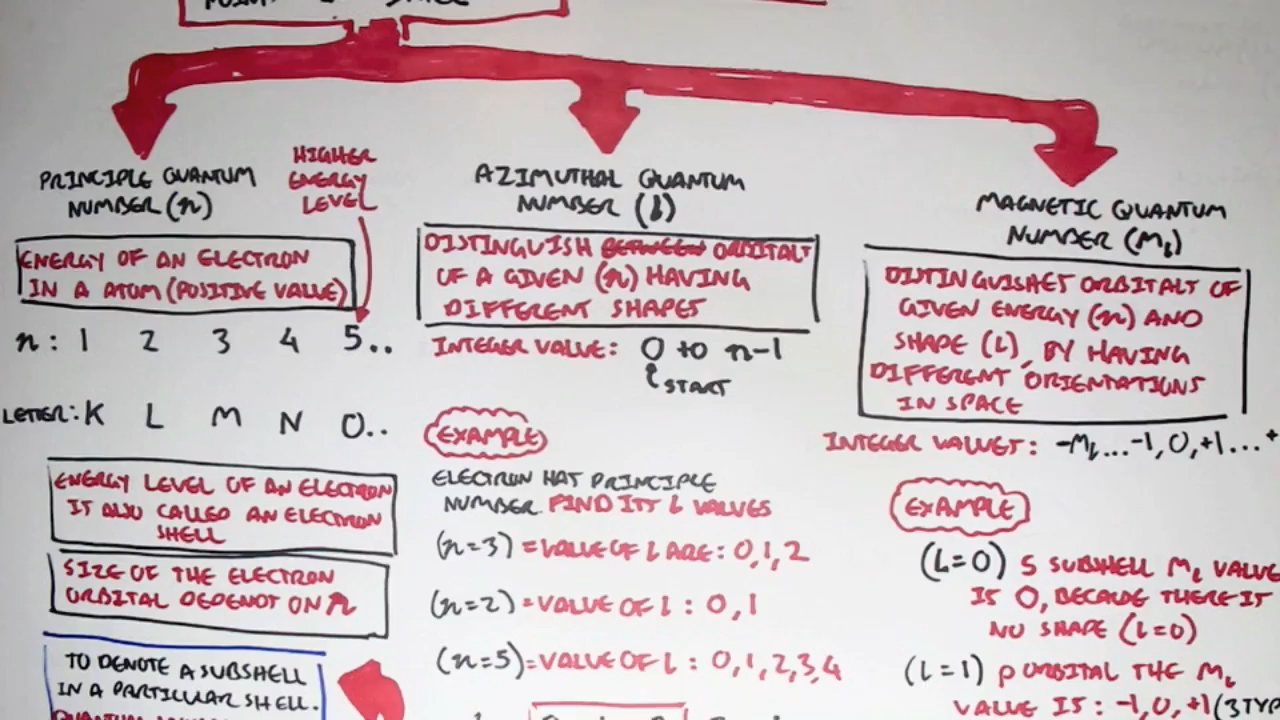 PRINCIPLE QUANTUM
NUMBER (n)
HIGHER
ENERGY
LEVEL
ENERGY OF AN ELECTRON
IN A ATOM (POSITIVE VALUE)
n: 1 2 3 4 5..
LETTER: K L M N O..
ENERGY LEVEL OF AN ELECTRON
IS ALSO CALLED AN ELECTRON
SHELL
SIZE OF THE ELECTRON
ORBITAL DEPENDS ON n
TO DENOTE A SUBSHELL
IN A PARTICULAR SHELL.
AZIMUTHAL QUANTUM
NUMBER (l)
DISTINGUISH BETWEEN ORBITALS
OF A GIVEN (n) HAVING
DIFFERENT SHAPES
INTEGER VALUE: 0 to n-1
START
EXAMPLE
ELECTRON HAS PRINCIPLE
NUMBER. FIND ITS L VALUES
(n=3) = VALUE OF L ARE: 0,1,2
(n=2) = VALUE OF L: 0,1
(n=5) = VALUE OF L: 0,1,2,3,4
MAGNETIC QUANTUM
NUMBER (ML)
DISTINGUISHES ORBITALS OF
GIVEN ENERGY (n) AND
SHAPE (L), BY HAVING
DIFFERENT ORIENTATIONS
IN SPACE
INTEGER VALUES: -ML...-1,0,+1...+
EXAMPLE
(L=0) S SUBSHELL ML VALUE
IS 0, BECAUSE THERE IS
NO SHAPE (L=0)
(L=1) P ORBITAL THE ML
VALUE IS: -1,0,+1 (3 TYP